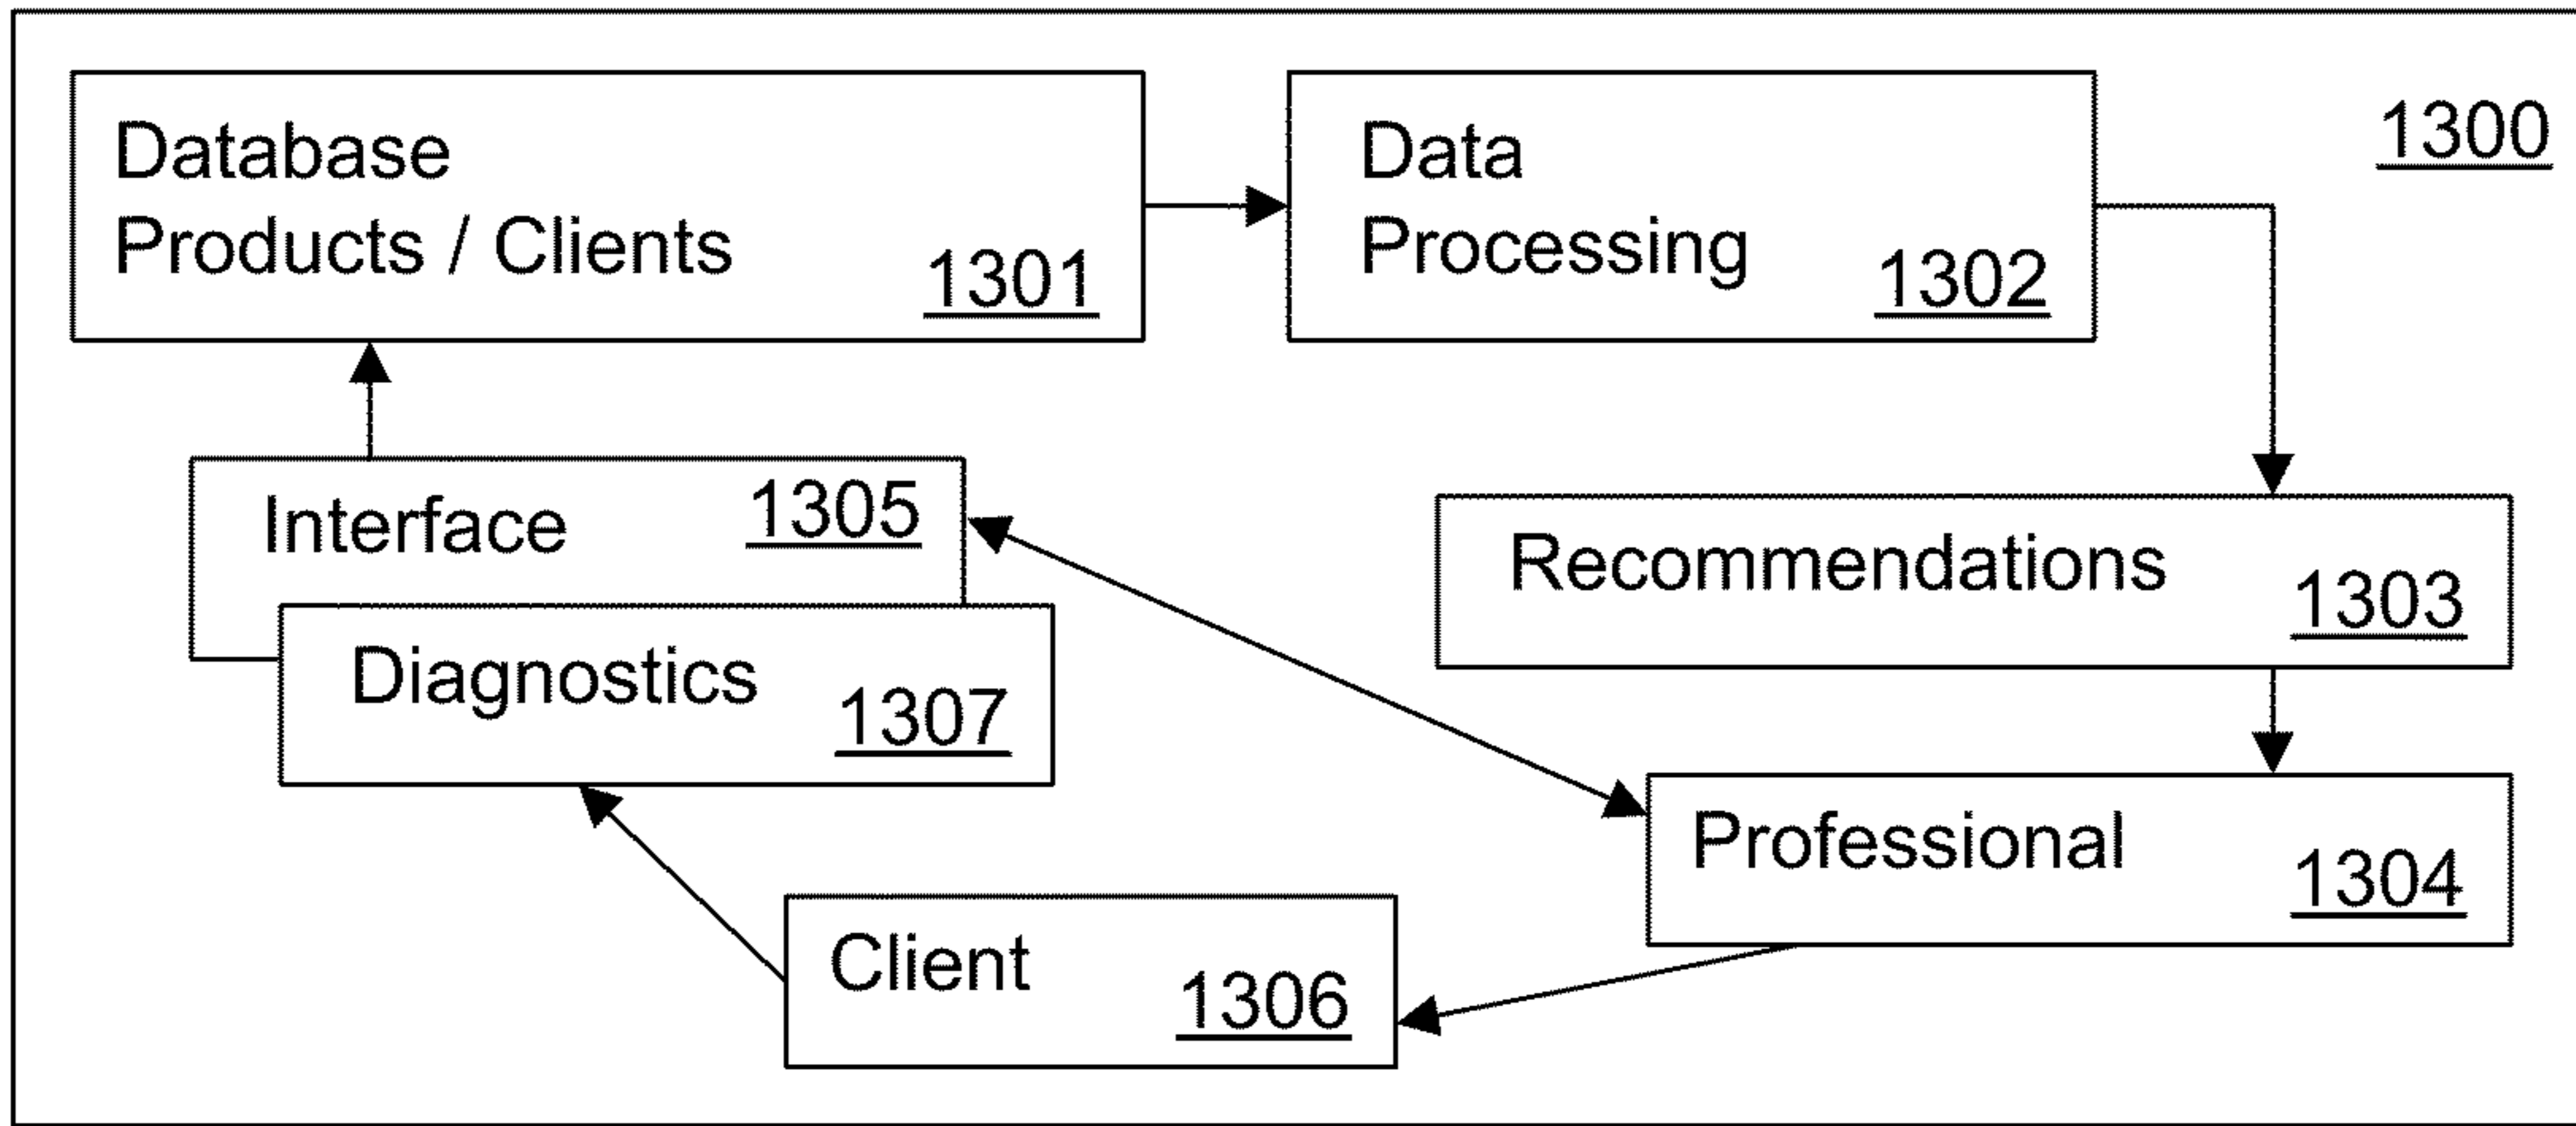 Database
Products / Clients
1301
Data
Processing
1302
1300
Interface
1305
Recommendations
1303
Diagnostics
1307
Professional
1304
Client
1306